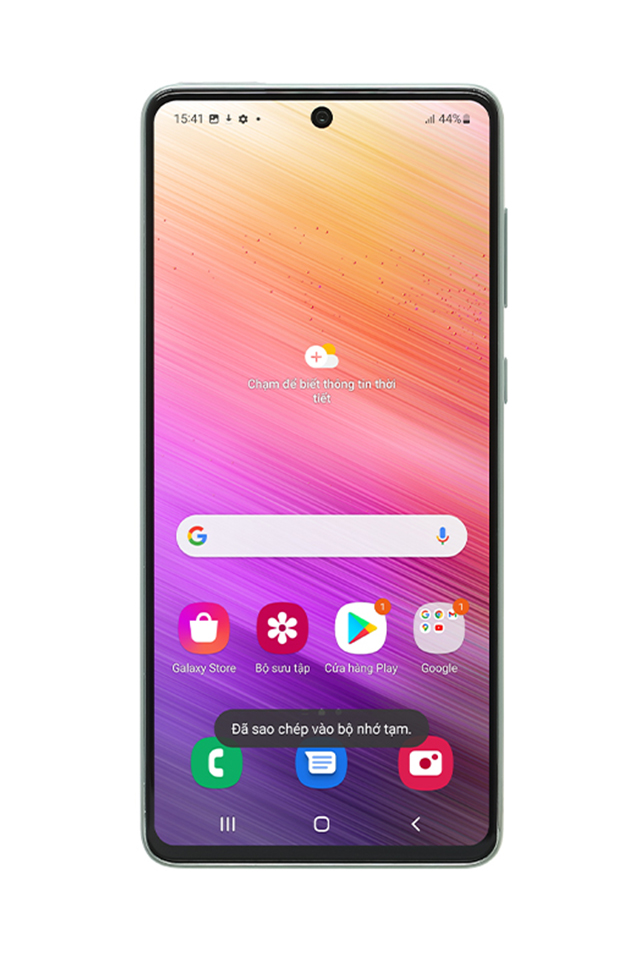 15:41
44%
Chạm để biết thông tin thời
tiết
Galaxy Store
Bộ sưu tập
Cửa hàng Play
1
Google
1
Đã sao chép vào bộ nhớ tạm.